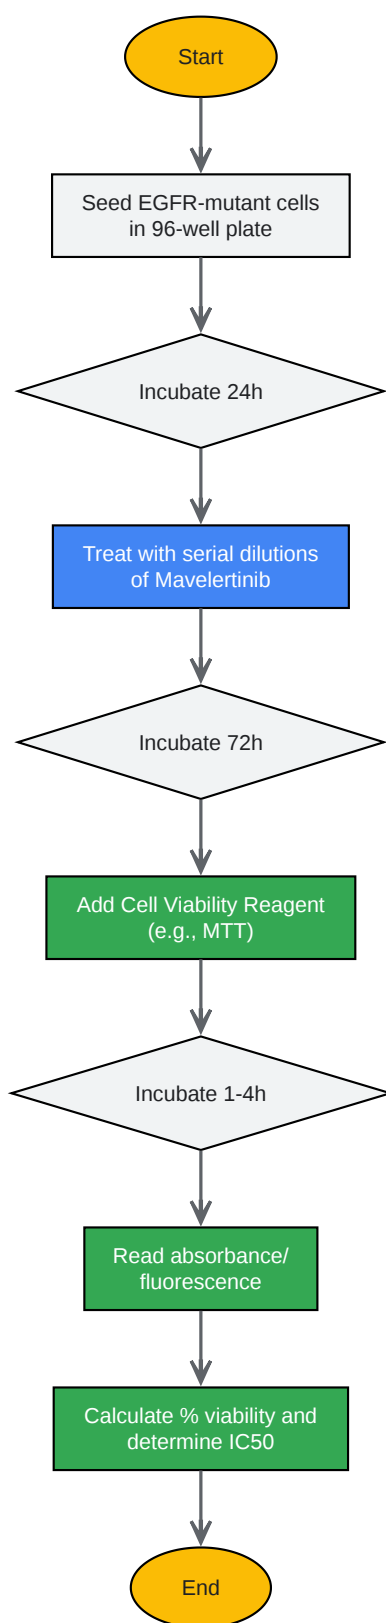 Start
Seed EGFR-mutant cells
in 96-well plate
Incubate 24h
Treat with serial dilutions
of Mavelertinib
Incubate 72h
Add Cell Viability Reagent
(e.g., MTT)
Incubate 1-4h
Read absorbance/
fluorescence
Calculate % viability and
determine IC50
End